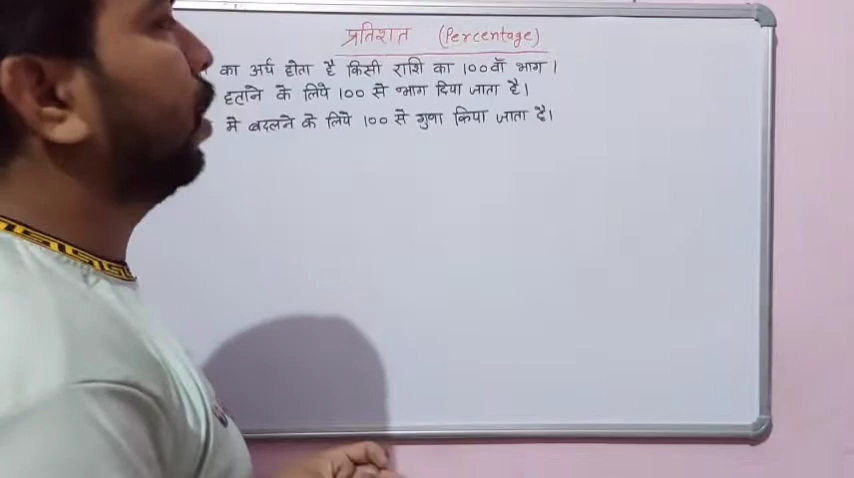 प्रतिशत (Percentage)
का अर्थ होता है किसी राशि का 100वाँ भाग।
हटाने के लिये 100 से भाग दिया जाता है।
मे बदलने के लिये 100 से गुणा किया जाता है।